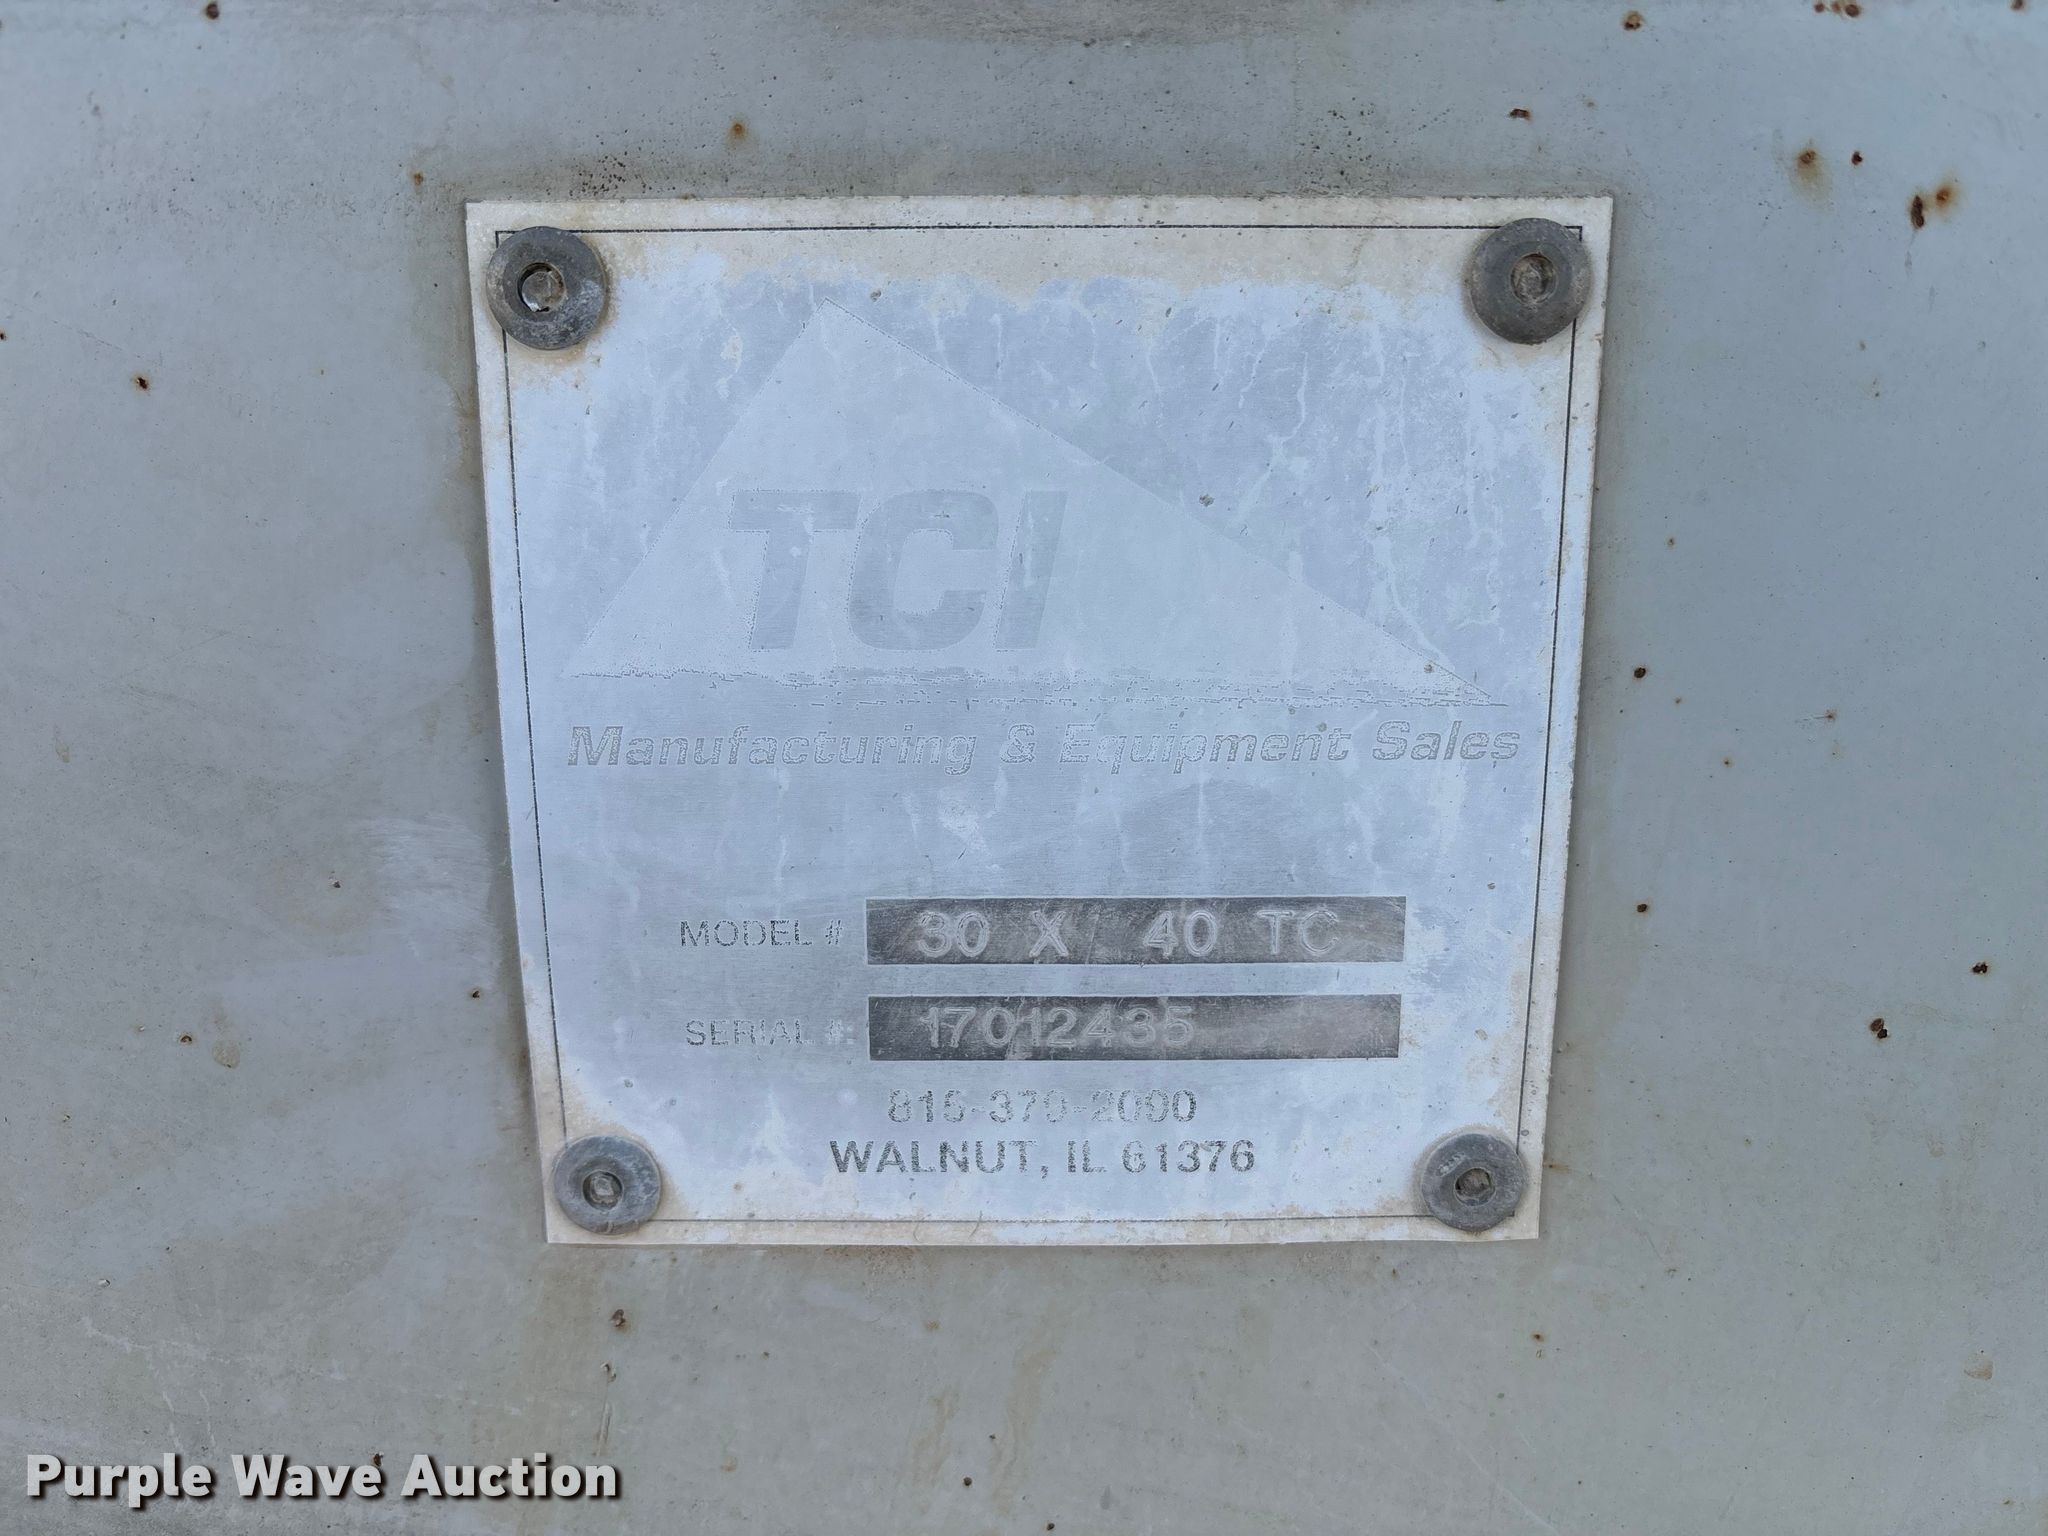 TCI
Manufacturing & Equipment Sales
MODEL # 30 X 40 TC
SERIAL #: 17012435
815-379-2090
WALNUT, IL 61376
Purple Wave Auction